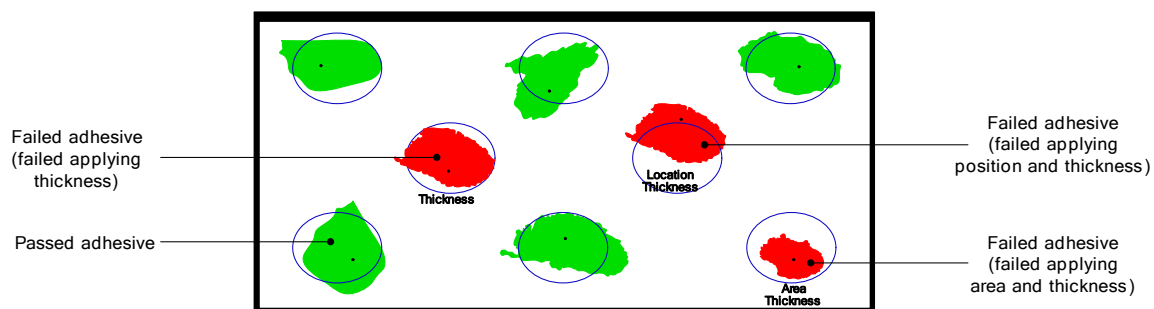 Failed adhesive
(failed applying
thickness)
Passed adhesive
Thickness
Location
Thickness
Area
Thickness
Failed adhesive
(failed applying
position and thickness)
Failed adhesive
(failed applying
area and thickness)